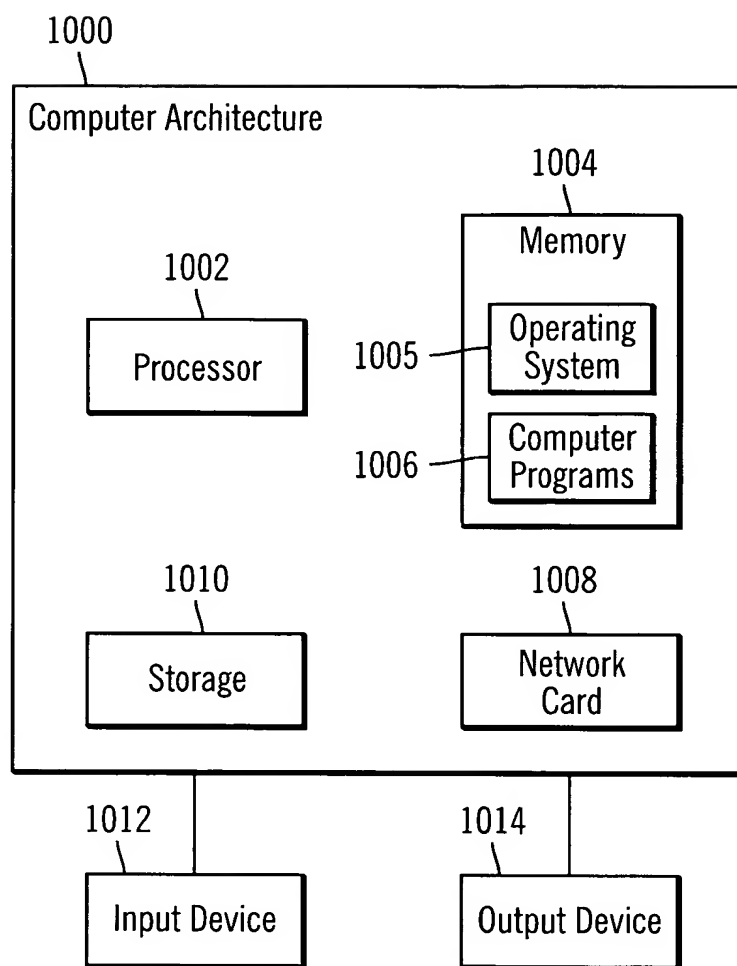 1000
Computer Architecture
1004
Memory
1002
Processor
1005
Operating
System
1006
Computer
Programs
1010
Storage
1008
Network
Card
1012
Input Device
1014
Output Device